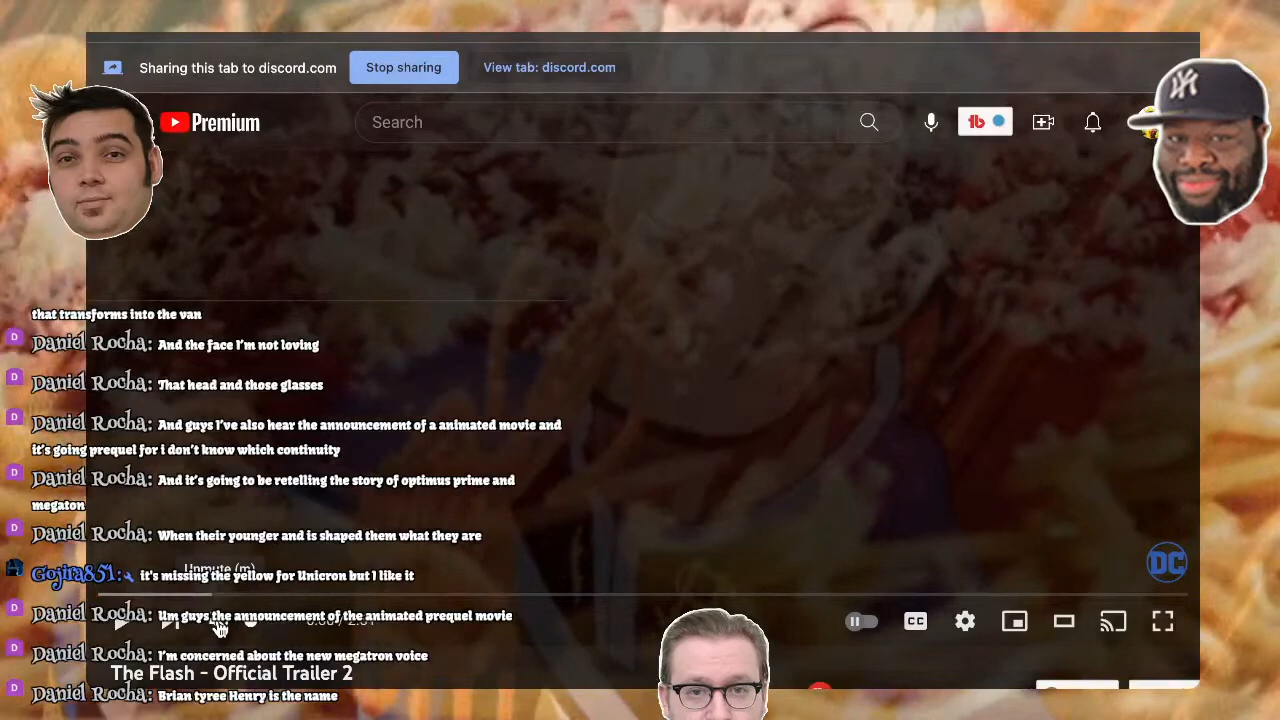 Sharing this tab to discord.com
Stop sharing
View tab: discord.com
Premium
Search
that transforms into the van
D Daniel Rocha: And the face I'm not loving
D Daniel Rocha: That head and those glasses
D Daniel Rocha: And guys I've also hear the announcement of a animated movie and
it's going prequel for i don't know which continuity
D Daniel Rocha: And it's going to be retelling the story of optimus prime and
megaton
D Daniel Rocha: When their younger and is shaped them what they are
Unmute (m)
Gojira851: it's missing the yellow for Unicron but I like it
DC
D Daniel Rocha: Um guys the announcement of the animated prequel movie
D Daniel Rocha: I'm concerned about the new megatron voice
The Flash - Official Trailer 2
D Daniel Rocha: Brian tyree Henry is the name